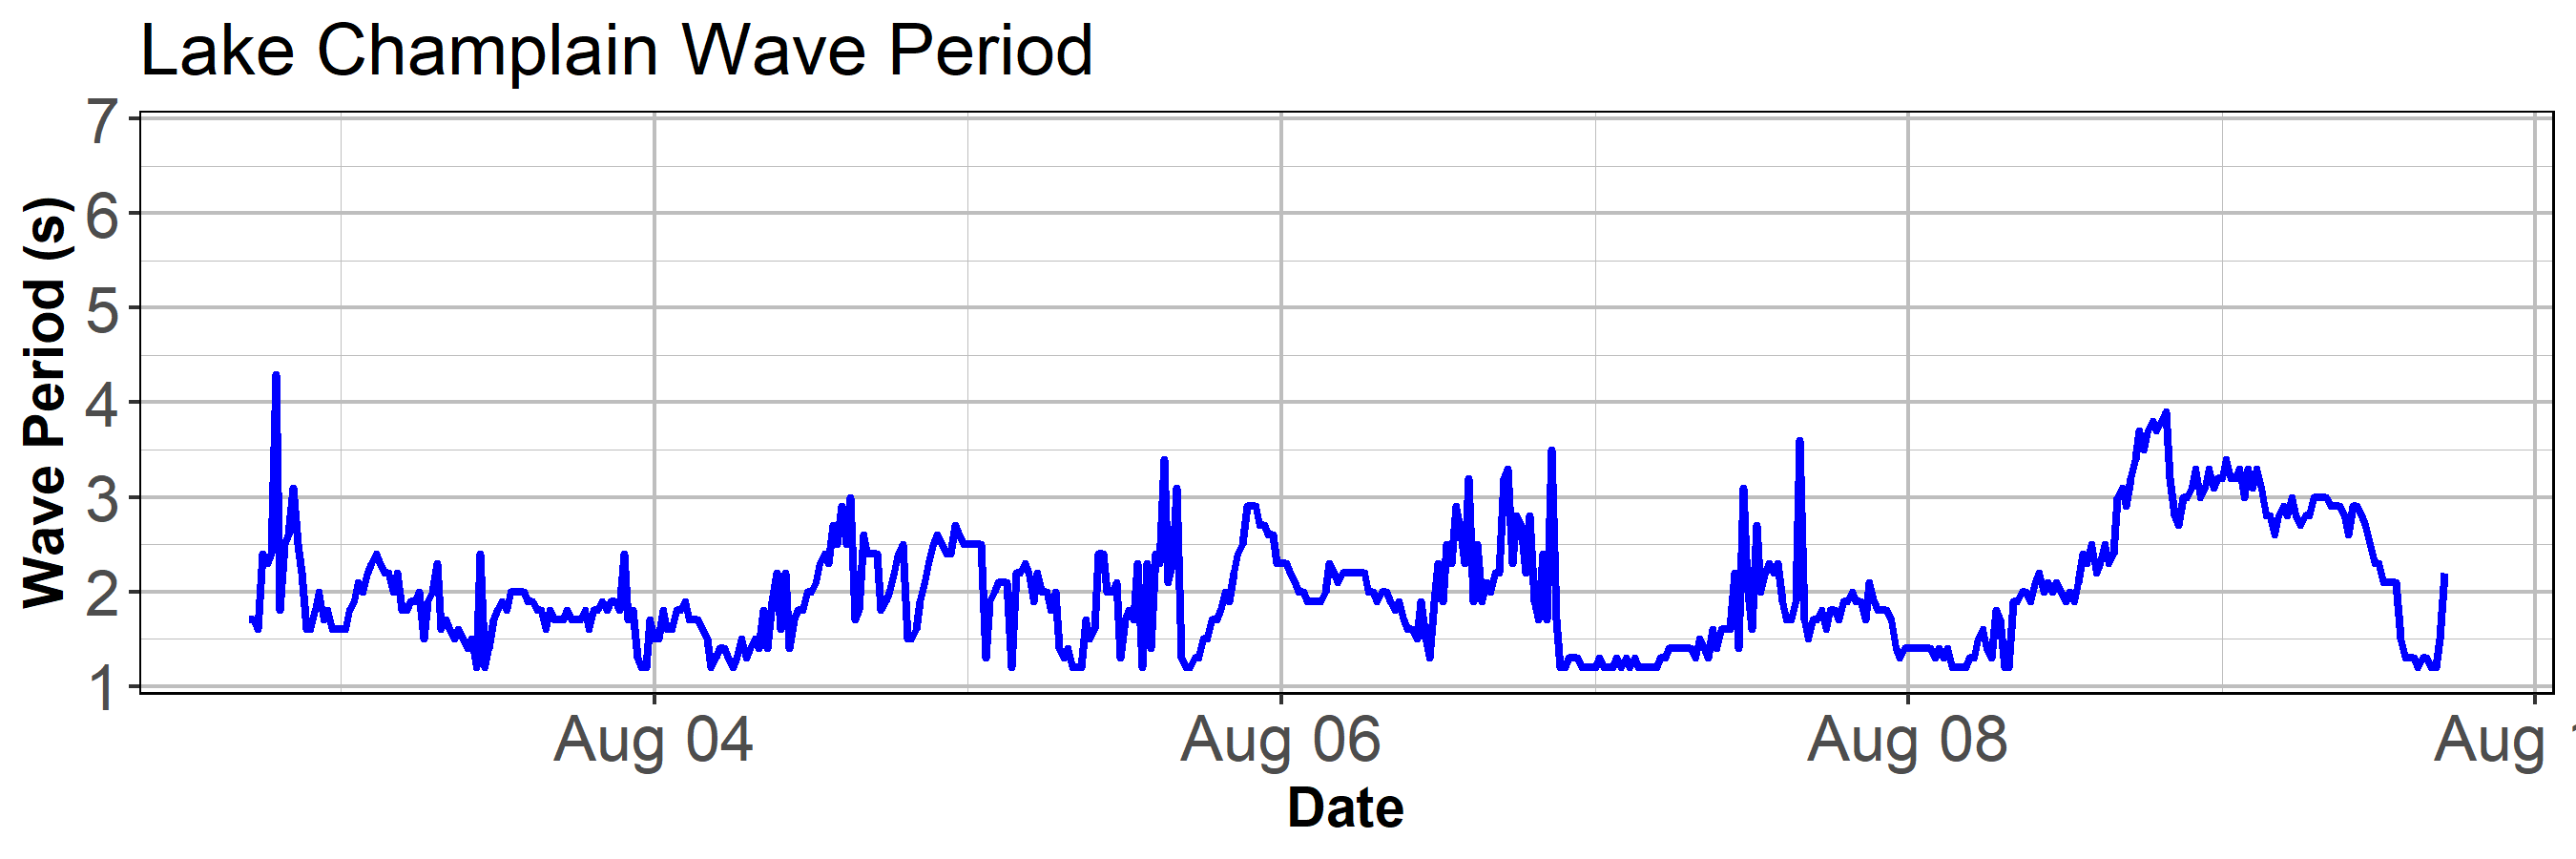 Lake Champlain Wave Period
Wave Period (s)
7
6
5
4
3
2
1
Aug 04
Aug 06
Aug 08
Aug
Date